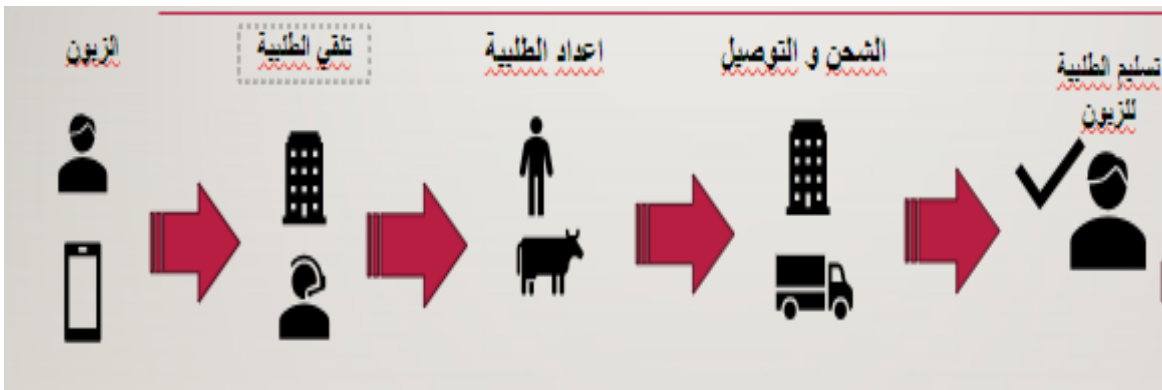 الزبون
تلقي الطلبية
اعداد الطلبية
الشحن و التوصيل
تسليم الطلبية
للزبون